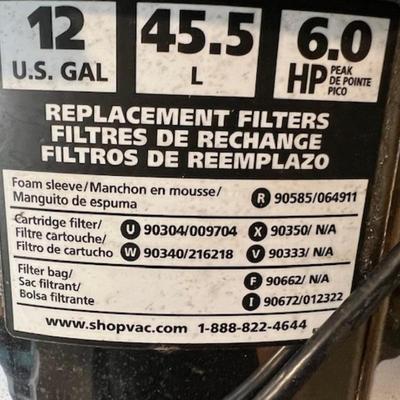 12
U.S. GAL
45.5
L
6.0
HP PEAK
DE POINTE
PICO
REPLACEMENT FILTERS
FILTRES DE RECHANGE
FILTROS DE REEMPLAZO
Foam sleeve/Manchon en mousse/
Manguito de espuma
R 90585/064911
Cartridge filter/
Filtre cartouche/
Filtro de cartucho
U 90304/009704
X 90350/ N/A
W 90340/216218
V 90333/ N/A
Filter bag/
Sac filtrant/
Bolsa filtrante
F 90662/ N/A
I 90672/012322
www.shopvac.com 1-888-822-4644